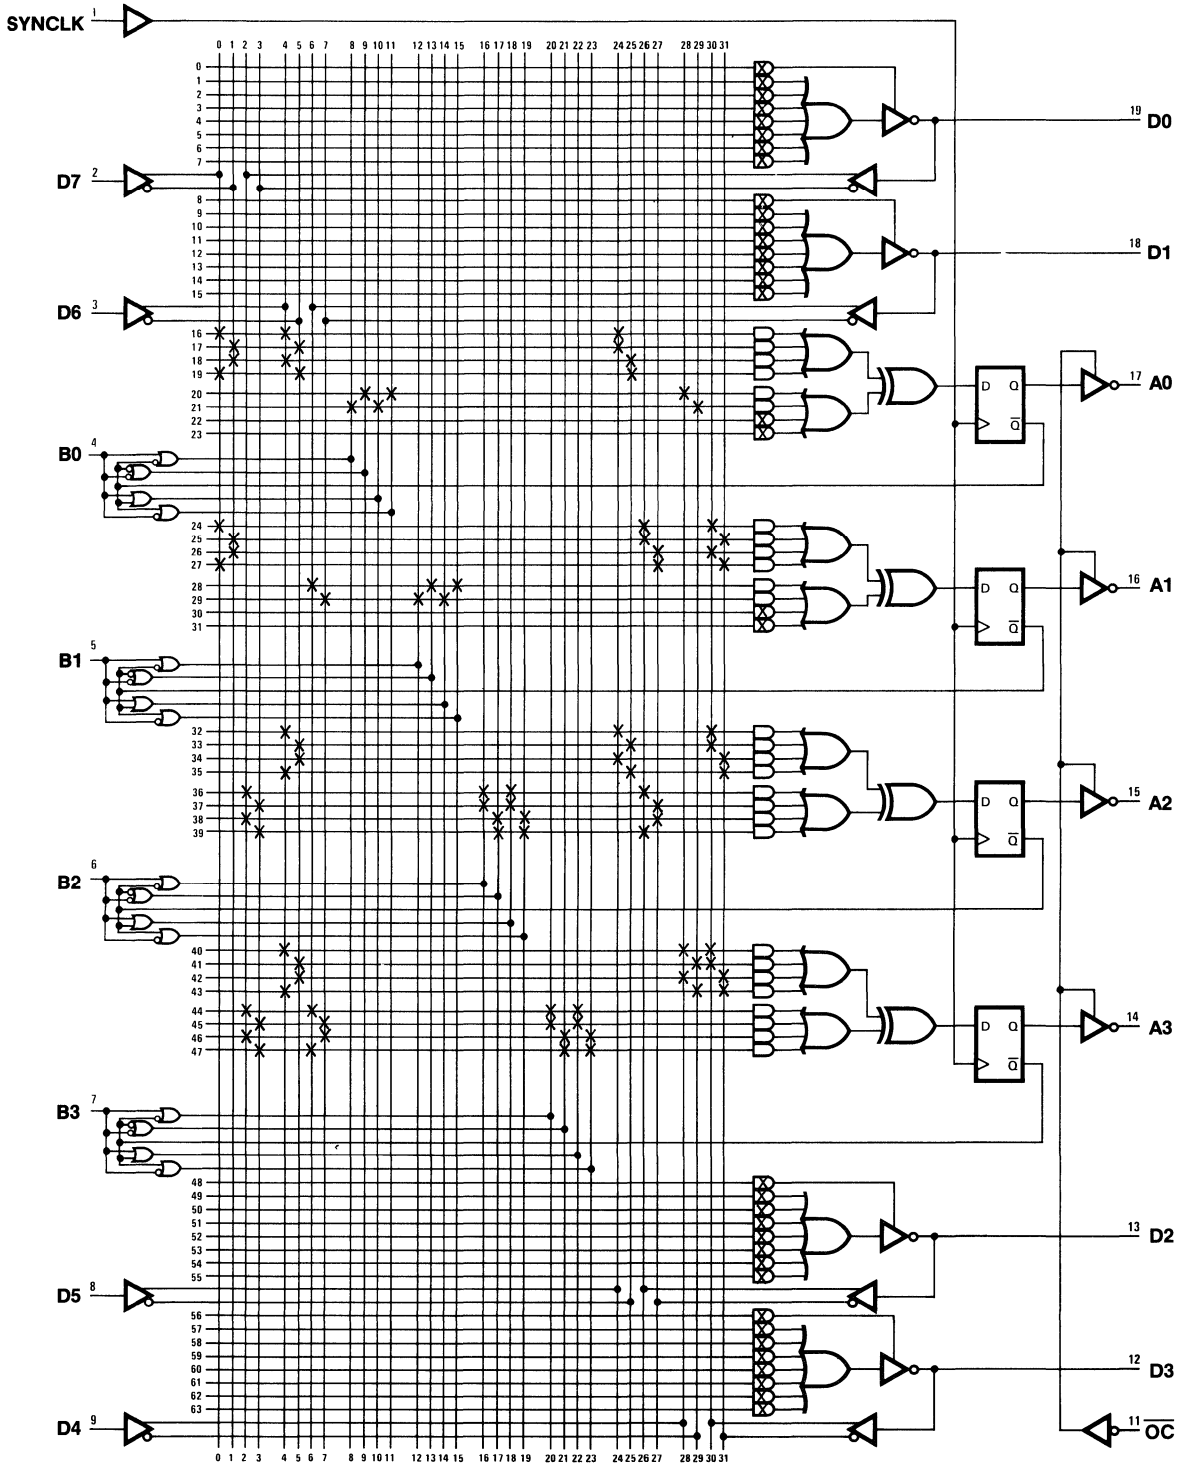 SYNCLK 1
0 1 2 3 4 5 6 7 8 9 10 11 12 13 14 15 16 17 18 19 20 21 22 23 24 25 26 27 28 29 30 31
0
1
2
3
4
5
6
7
19 D0
D7 2
8
9
10
11
12
13
14
15
18 D1
D6 3
16
17
18
19
20
21
22
23
D Q
Q̅
17 A0
B0 4
24
25
26
27
28
29
30
31
D Q
Q̅
16 A1
B1 5
32
33
34
35
36
37
38
39
D Q
Q̅
15 A2
B2 6
40
41
42
43
44
45
46
47
D Q
Q̅
14 A3
B3 7
48
49
50
51
52
53
54
55
13 D2
D5 8
56
57
58
59
60
61
62
63
12 D3
D4 9
11 O̅C̅
0 1 2 3 4 5 6 7 8 9 10 11 12 13 14 15 16 17 18 19 20 21 22 23 24 25 26 27 28 29 30 31